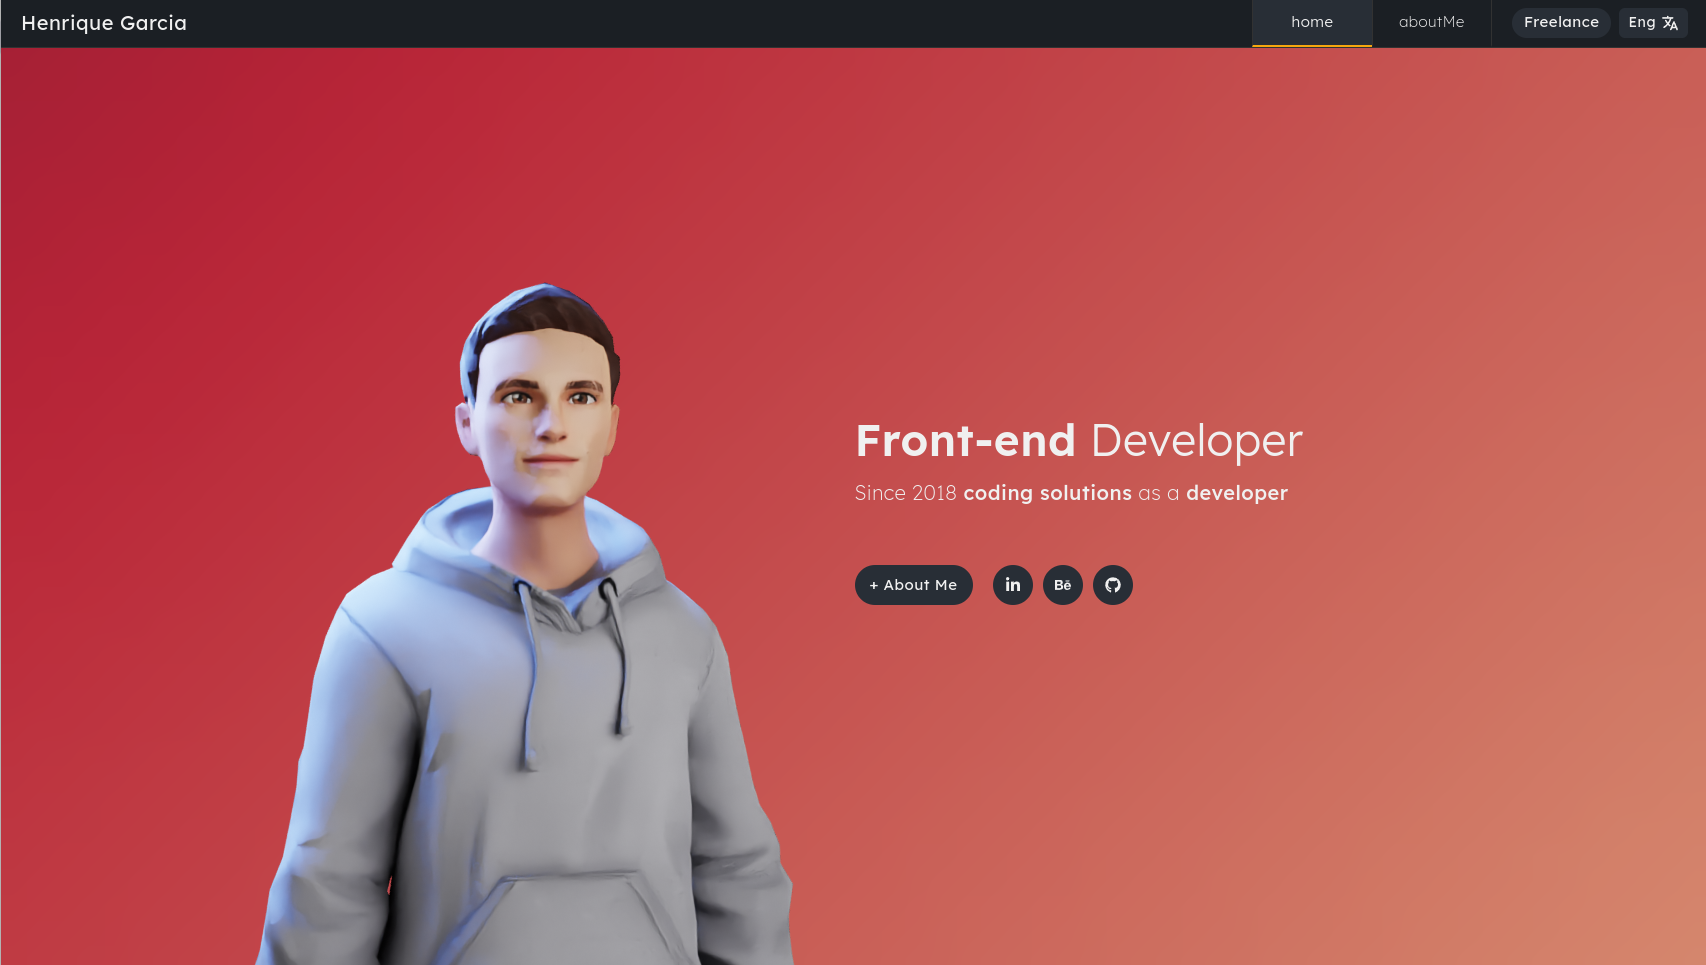 Henrique Garcia
home
aboutMe
Freelance
Eng
Front-end Developer
Since 2018 coding solutions as a developer
+ About Me
in
Bē